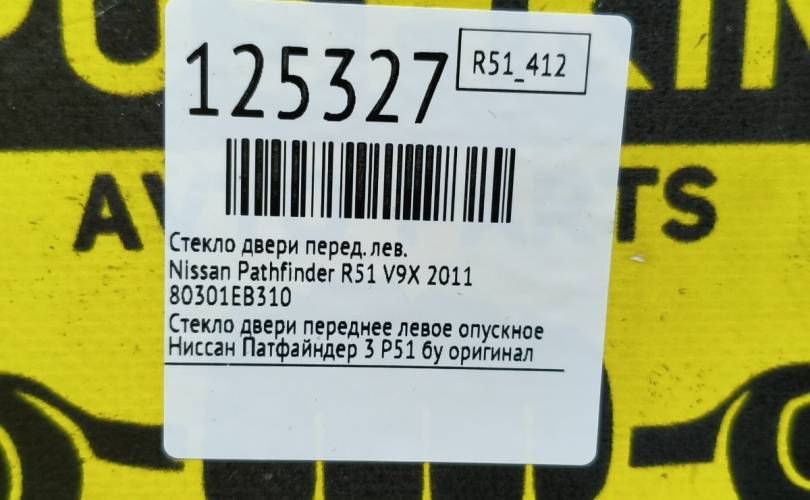 125327
R51_412
Стекло двери перед. лев.
Nissan Pathfinder R51 V9X 2011
80301EB310
Стекло двери переднее левое опускное
Ниссан Патфайндер 3 Р51 бу оригинал